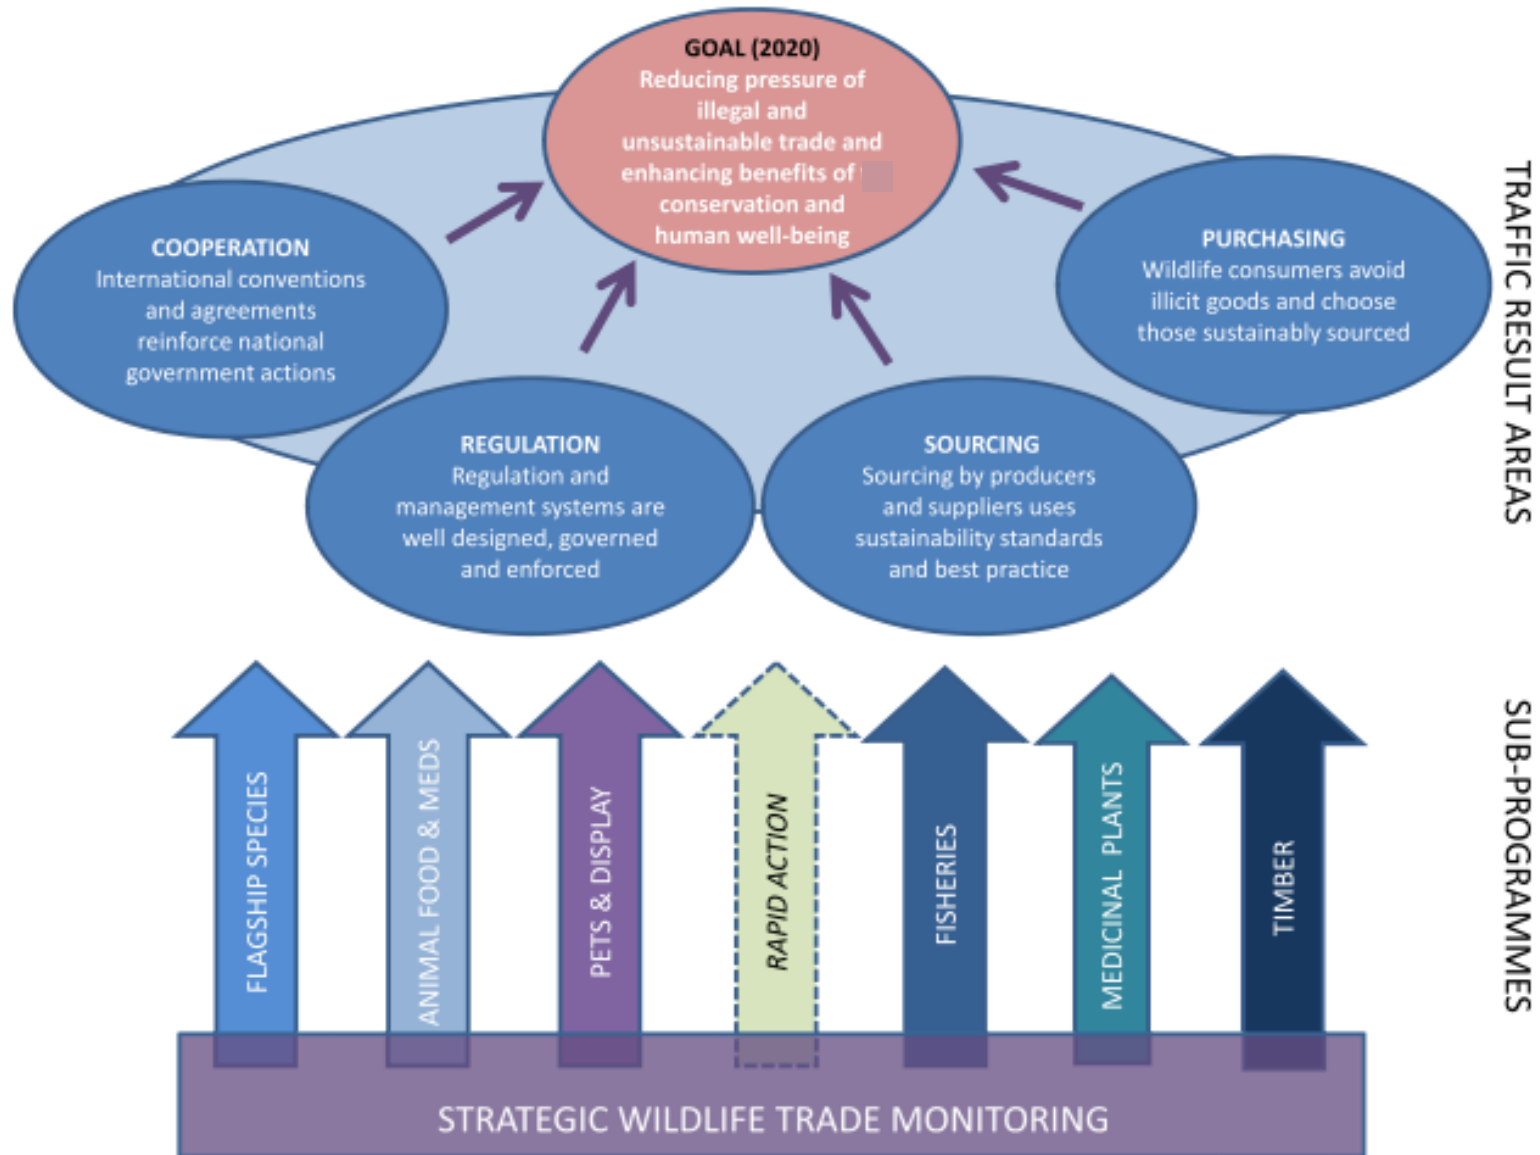 GOAL (2020)
Reducing pressure of
illegal and
unsustainable trade and
enhancing benefits of
conservation and
human well-being
COOPERATION
International conventions
and agreements
reinforce national
government actions
PURCHASING
Wildlife consumers avoid
illicit goods and choose
those sustainably sourced
REGULATION
Regulation and
management systems are
well designed, governed
and enforced
SOURCING
Sourcing by producers
and suppliers uses
sustainability standards
and best practice
TRAFFIC RESULT AREAS
FLAGSHIP SPECIES
ANIMAL FOOD & MEDS
PETS & DISPLAY
RAPID ACTION
FISHERIES
MEDICINAL PLANTS
TIMBER
SUB-PROGRAMMES
STRATEGIC WILDLIFE TRADE MONITORING